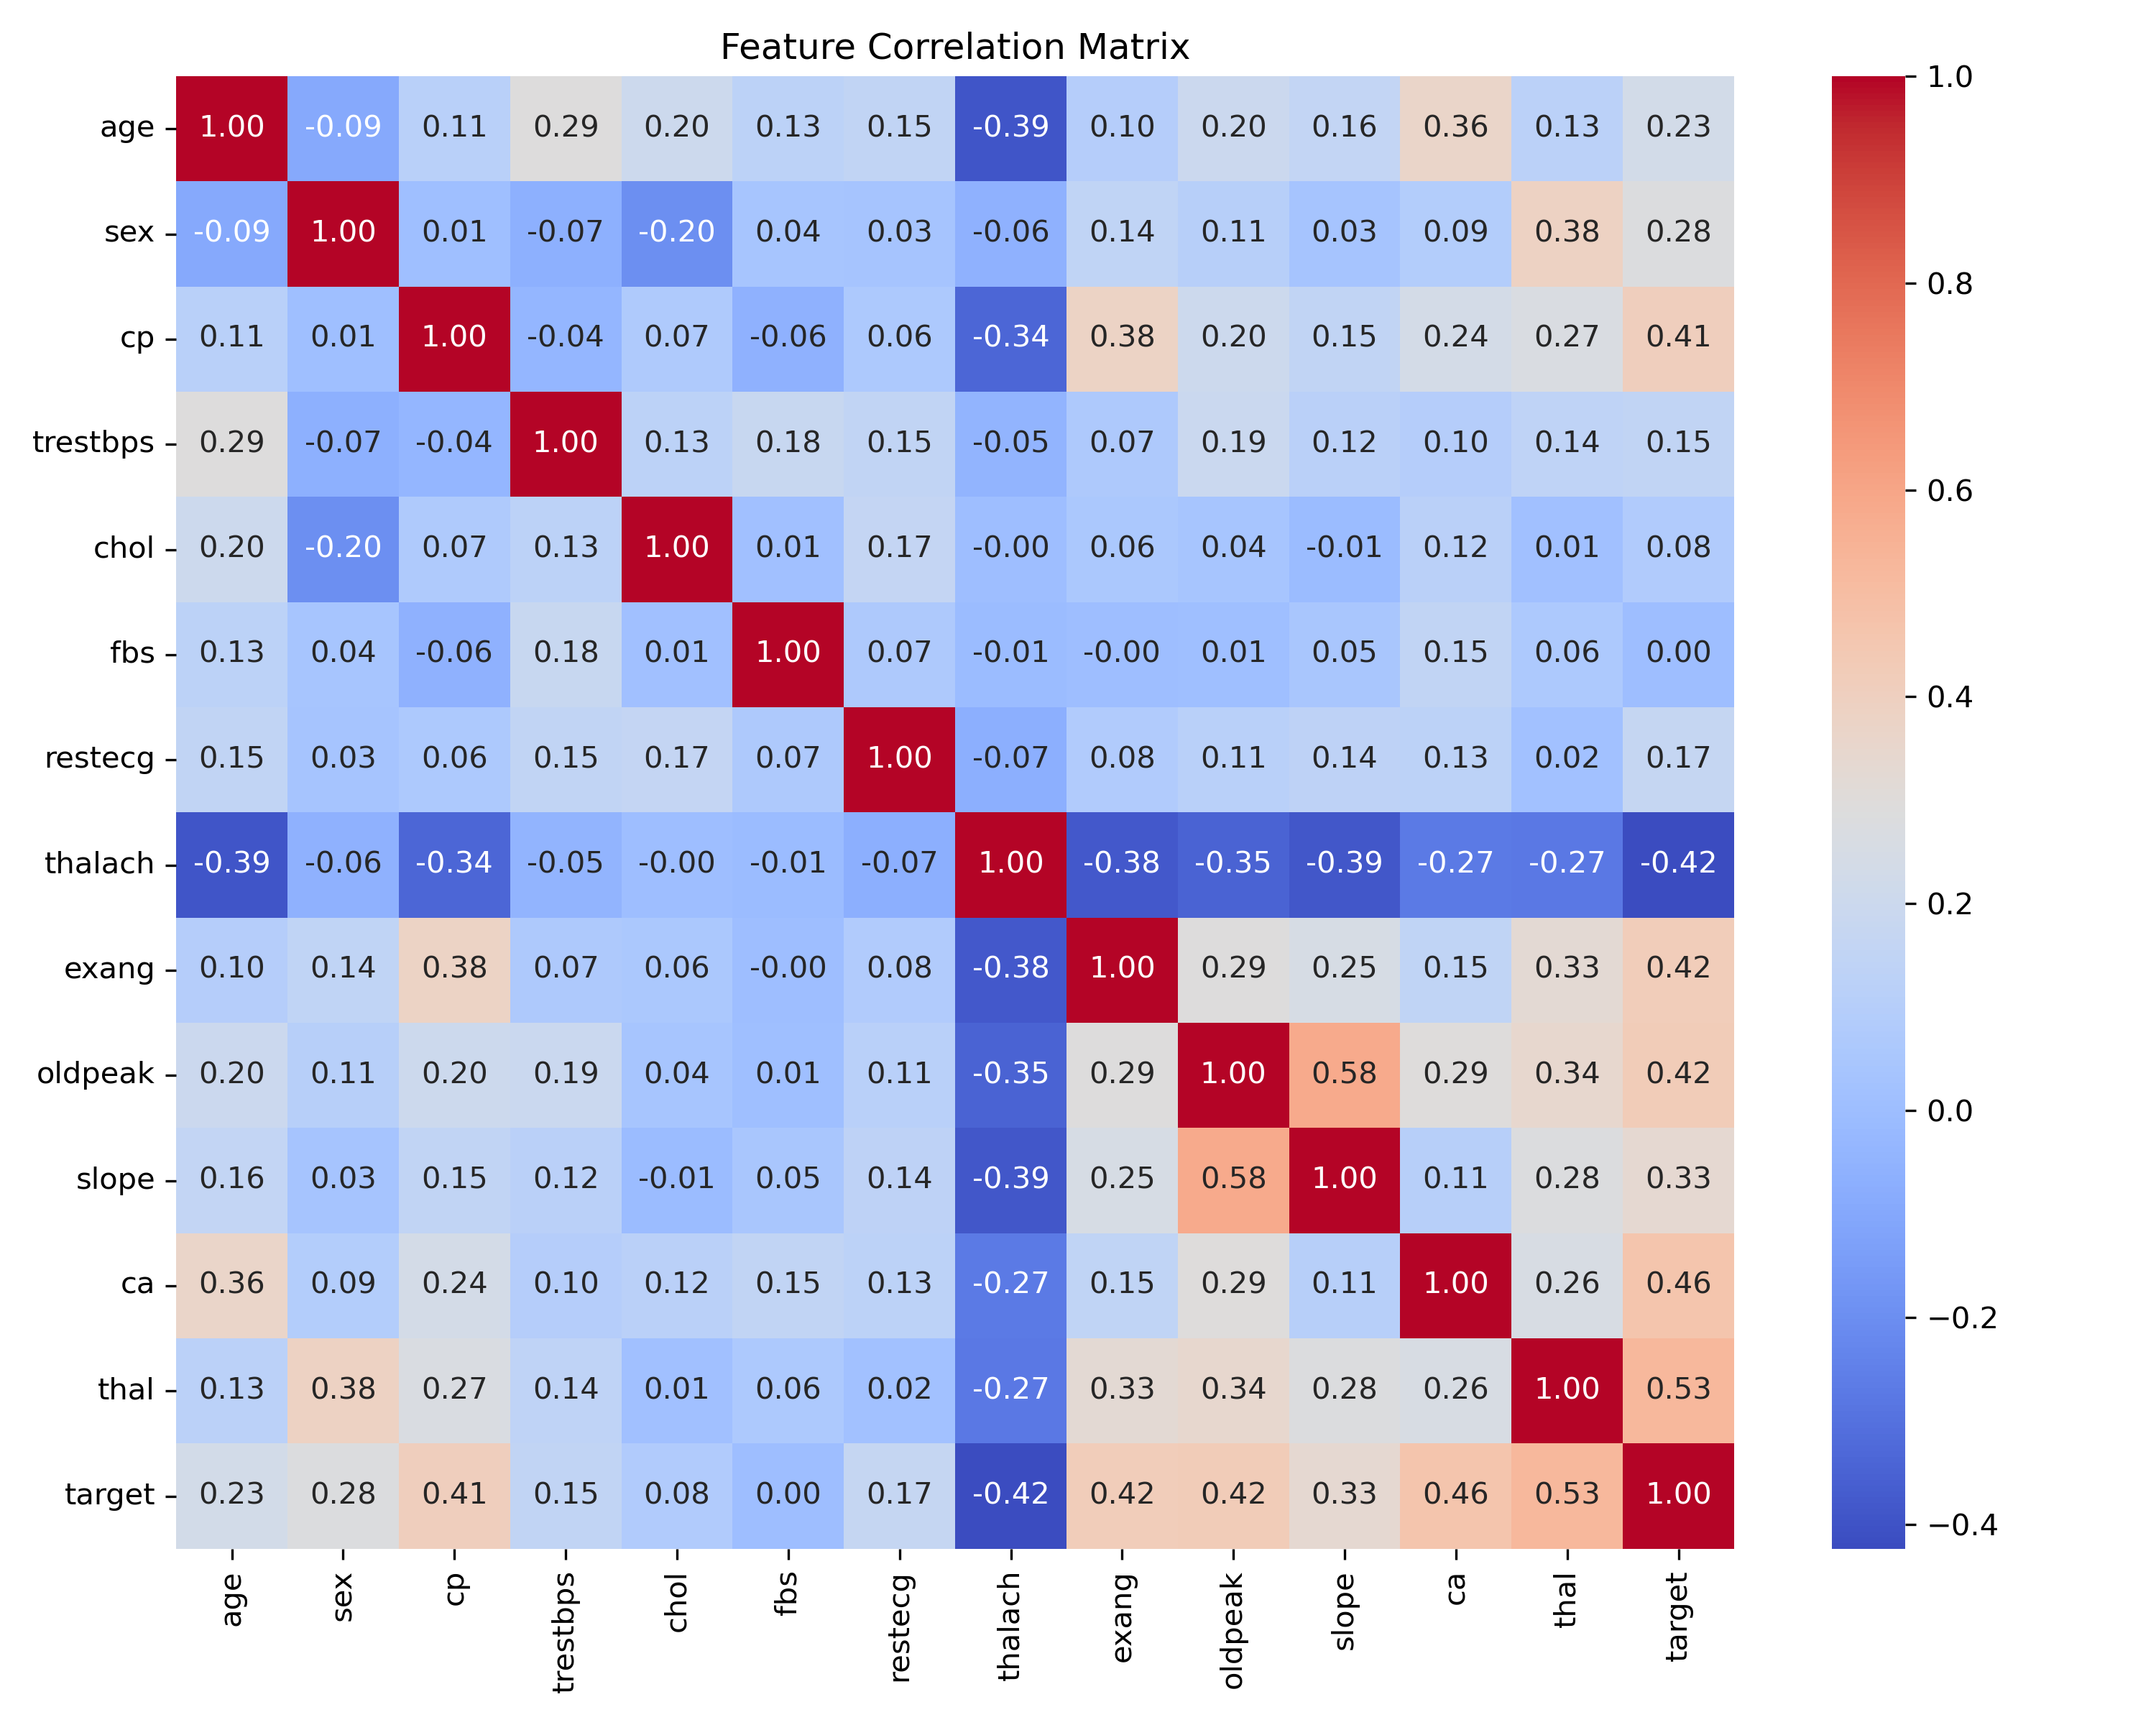 Feature Correlation Matrix
age 1.00 -0.09 0.11 0.29 0.20 0.13 0.15 -0.39 0.10 0.20 0.16 0.36 0.13 0.23
sex -0.09 1.00 0.01 -0.07 -0.20 0.04 0.03 -0.06 0.14 0.11 0.03 0.09 0.38 0.28
cp 0.11 0.01 1.00 -0.04 0.07 -0.06 0.06 -0.34 0.38 0.20 0.15 0.24 0.27 0.41
trestbps 0.29 -0.07 -0.04 1.00 0.13 0.18 0.15 -0.05 0.07 0.19 0.12 0.10 0.14 0.15
chol 0.20 -0.20 0.07 0.13 1.00 0.01 0.17 -0.00 0.06 0.04 -0.01 0.12 0.01 0.08
fbs 0.13 0.04 -0.06 0.18 0.01 1.00 0.07 -0.01 -0.00 0.01 0.05 0.15 0.06 0.00
restecg 0.15 0.03 0.06 0.15 0.17 0.07 1.00 -0.07 0.08 0.11 0.14 0.13 0.02 0.17
thalach -0.39 -0.06 -0.34 -0.05 -0.00 -0.01 -0.07 1.00 -0.38 -0.35 -0.39 -0.27 -0.27 -0.42
exang 0.10 0.14 0.38 0.07 0.06 -0.00 0.08 -0.38 1.00 0.29 0.25 0.15 0.33 0.42
oldpeak 0.20 0.11 0.20 0.19 0.04 0.01 0.11 -0.35 0.29 1.00 0.58 0.29 0.34 0.42
slope 0.16 0.03 0.15 0.12 -0.01 0.05 0.14 -0.39 0.25 0.58 1.00 0.11 0.28 0.33
ca 0.36 0.09 0.24 0.10 0.12 0.15 0.13 -0.27 0.15 0.29 0.11 1.00 0.26 0.46
thal 0.13 0.38 0.27 0.14 0.01 0.06 0.02 -0.27 0.33 0.34 0.28 0.26 1.00 0.53
target 0.23 0.28 0.41 0.15 0.08 0.00 0.17 -0.42 0.42 0.42 0.33 0.46 0.53 1.00
age sex cp trestbps chol fbs restecg thalach exang oldpeak slope ca thal target
1.0
0.8
0.6
0.4
0.2
0.0
−0.2
−0.4